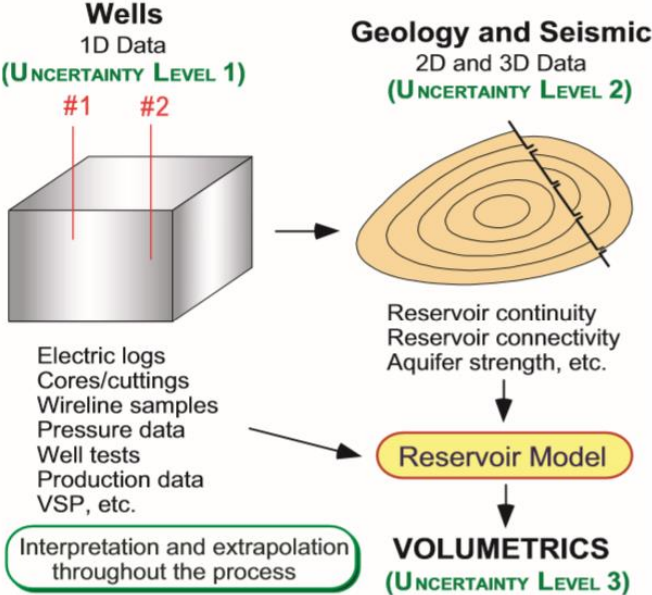 Wells
1D Data
(UNCERTAINTY LEVEL 1)
#1 #2
Geology and Seismic
2D and 3D Data
(UNCERTAINTY LEVEL 2)
Reservoir continuity
Reservoir connectivity
Aquifer strength, etc.
Electric logs
Cores/cuttings
Wireline samples
Pressure data
Well tests
Production data
VSP, etc.
Reservoir Model
Interpretation and extrapolation
throughout the process
VOLUMETRICS
(UNCERTAINTY LEVEL 3)